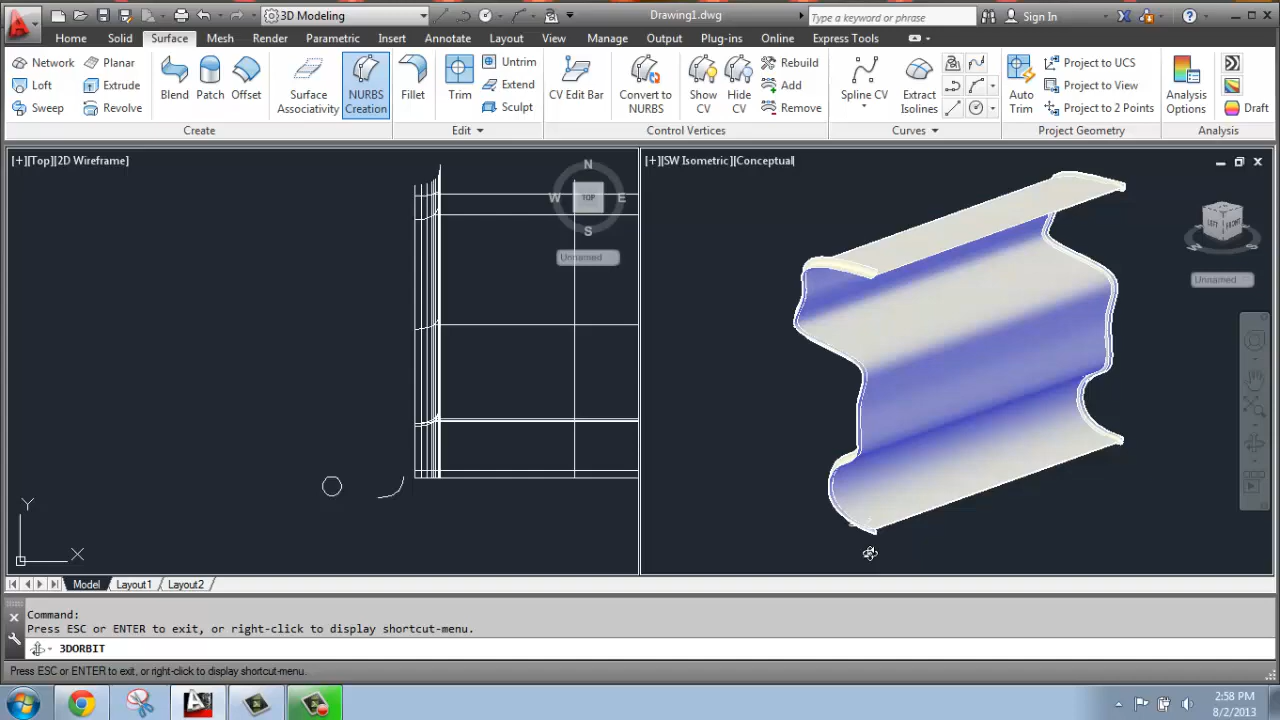 3D Modeling
Drawing1.dwg
Type a keyword or phrase
Sign In
Home Solid Surface Mesh Render Parametric Insert Annotate Layout View Manage Output Plug-ins Online Express Tools
Network Planar
Loft Extrude
Sweep Revolve
Blend Patch Offset
Surface Associativity
NURBS Creation
Fillet
Trim
Untrim
Extend
Sculpt
CV Edit Bar
Convert to NURBS
Show CV
Hide CV
Rebuild
Add
Remove
Spline CV
Extract Isolines
Auto Trim
Project to UCS
Project to View
Project to 2 Points
Analysis Options
Draft
Create
Edit
Control Vertices
Curves
Project Geometry
Analysis
[+][Top][2D Wireframe]
N
W TOP E
S
Unnamed
Y
X
[+][SW Isometric][Conceptual]
LEFT FRONT
Unnamed
Model Layout1 Layout2
Command:
Press ESC or ENTER to exit, or right-click to display shortcut-menu.
3DORBIT
Press ESC or ENTER to exit, or right-click to display shortcut-menu.
2:58 PM
8/2/2013